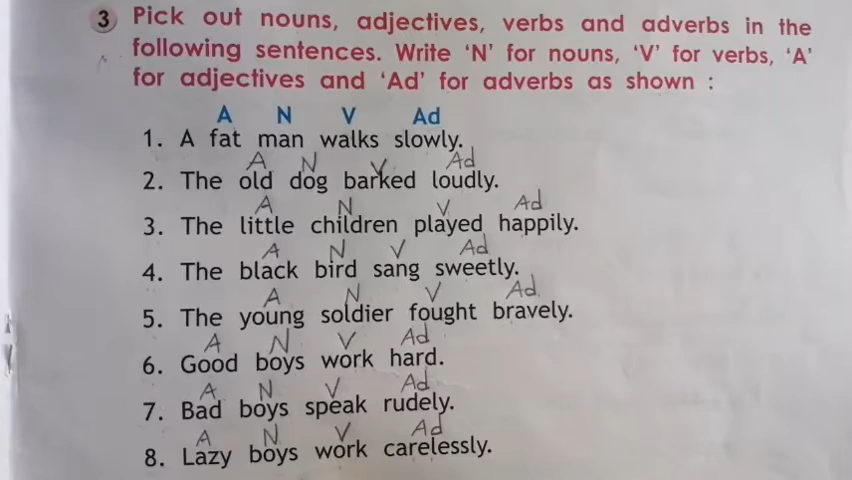 3 Pick out nouns, adjectives, verbs and adverbs in the
following sentences. Write ‘N’ for nouns, ‘V’ for verbs, ‘A’
for adjectives and ‘Ad’ for adverbs as shown :
A N V Ad
1. A fat man walks slowly.
A N V Ad
2. The old dog barked loudly.
A N V Ad
3. The little children played happily.
A N V Ad
4. The black bird sang sweetly.
A N V Ad
5. The young soldier fought bravely.
A N V Ad
6. Good boys work hard.
A N V Ad
7. Bad boys speak rudely.
A N V Ad
8. Lazy boys work carelessly.